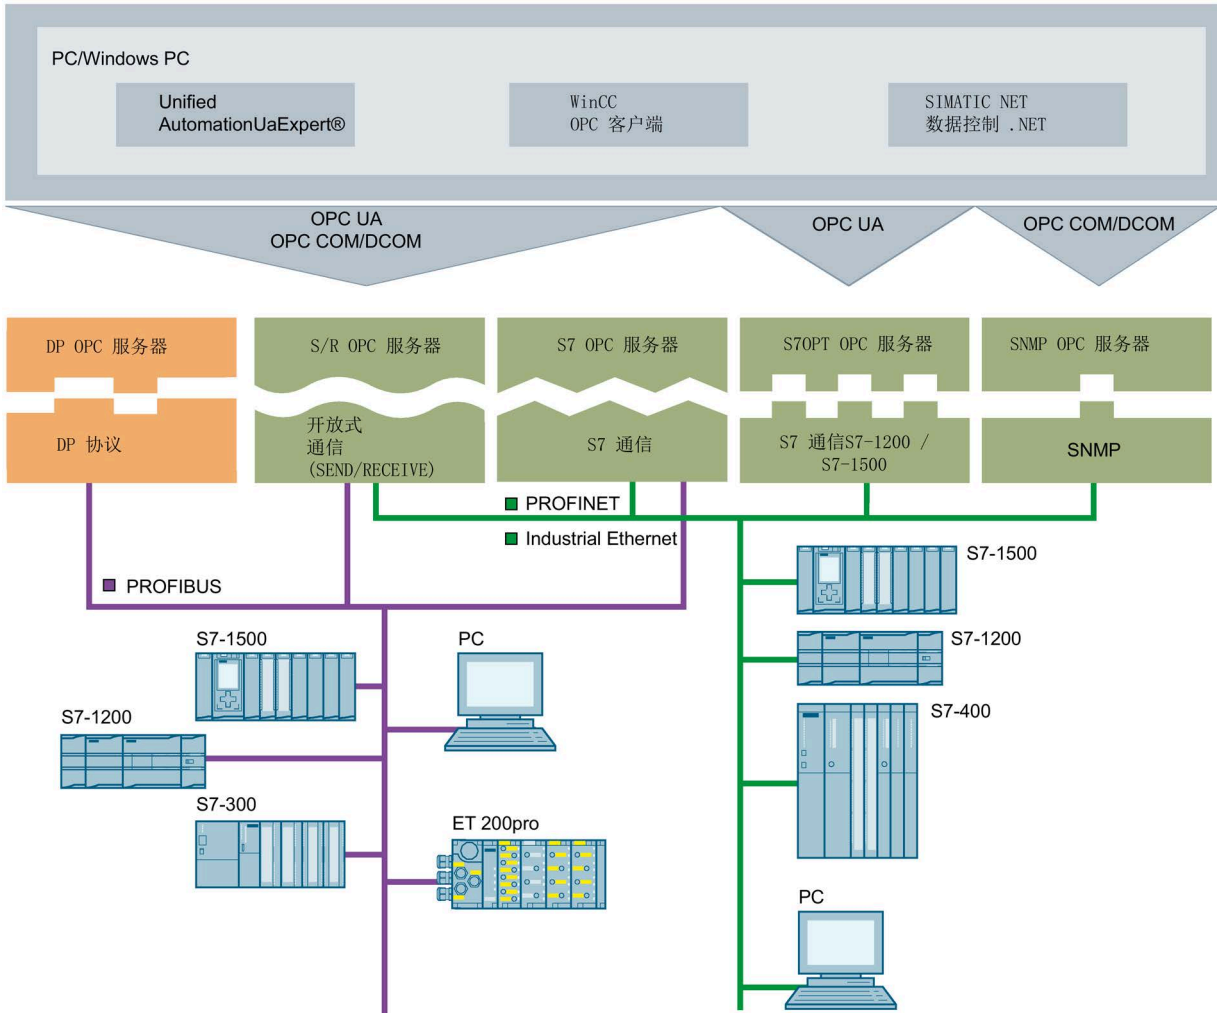 PC/Windows PC
Unified
AutomationUaExpert®
WinCC
OPC 客户端
SIMATIC NET
数据控制 .NET
OPC UA
OPC COM/DCOM
OPC UA
OPC COM/DCOM
DP OPC 服务器
S/R OPC 服务器
S7 OPC 服务器
S7OPT OPC 服务器
SNMP OPC 服务器
DP 协议
开放式
通信
(SEND/RECEIVE)
S7 通信
S7 通信S7-1200 /
S7-1500
SNMP
PROFINET
Industrial Ethernet
PROFIBUS
S7-1500
S7-1200
S7-400
PC
S7-1500
PC
S7-1200
S7-300
ET 200pro